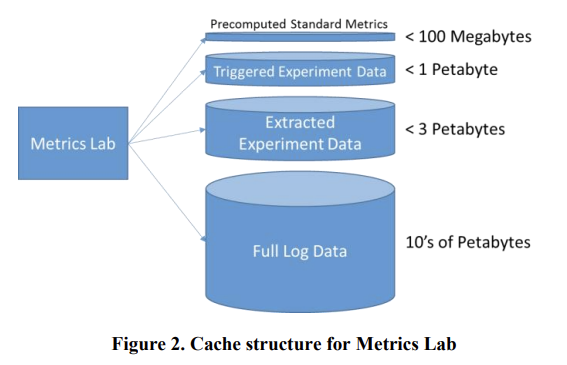 Precomputed Standard Metrics
< 100 Megabytes
Triggered Experiment Data
< 1 Petabyte
Metrics Lab
Extracted
Experiment Data
< 3 Petabytes
Full Log Data
10's of Petabytes
Figure 2. Cache structure for Metrics Lab